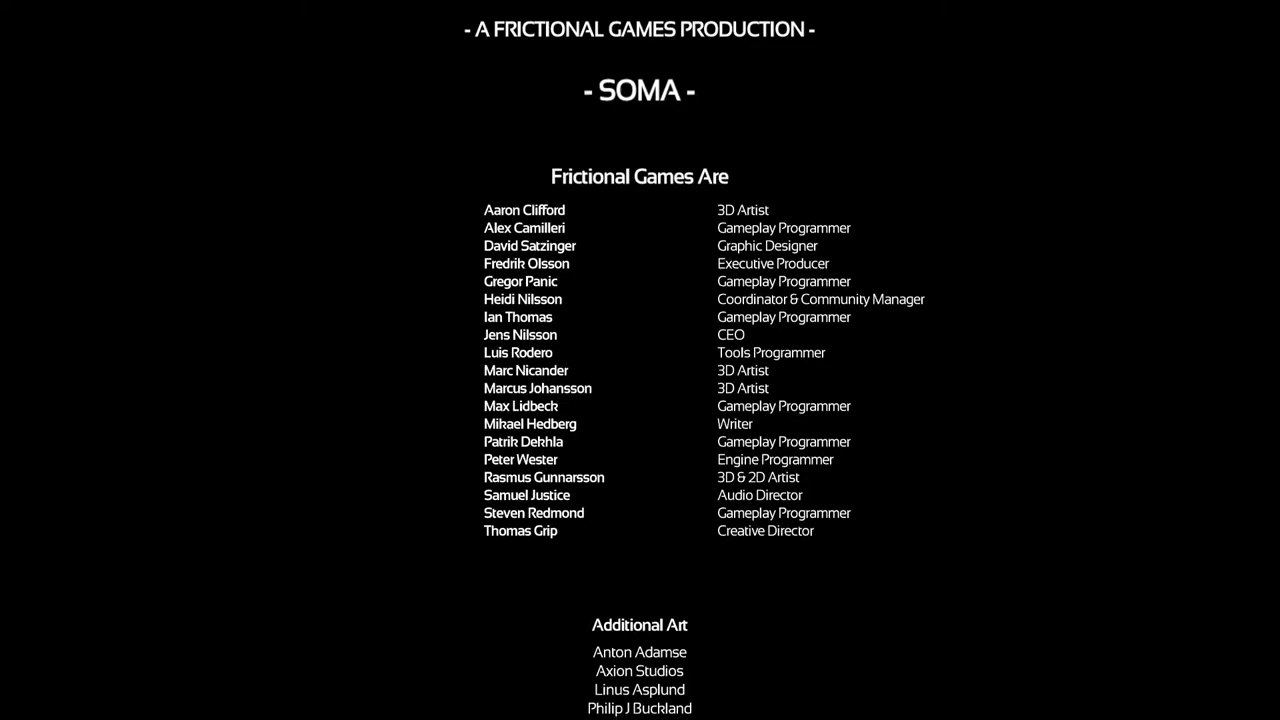 - A FRICTIONAL GAMES PRODUCTION -
- SOMA -
Frictional Games Are
Aaron Clifford 3D Artist
Alex Camilleri Gameplay Programmer
David Satzinger Graphic Designer
Fredrik Olsson Executive Producer
Gregor Panic Gameplay Programmer
Heidi Nilsson Coordinator & Community Manager
Ian Thomas Gameplay Programmer
Jens Nilsson CEO
Luis Rodero Tools Programmer
Marc Nicander 3D Artist
Marcus Johansson 3D Artist
Max Lidbeck Gameplay Programmer
Mikael Hedberg Writer
Patrik Dekhla Gameplay Programmer
Peter Wester Engine Programmer
Rasmus Gunnarsson 3D & 2D Artist
Samuel Justice Audio Director
Steven Redmond Gameplay Programmer
Thomas Grip Creative Director
Additional Art
Anton Adamse
Axion Studios
Linus Asplund
Philip J Buckland